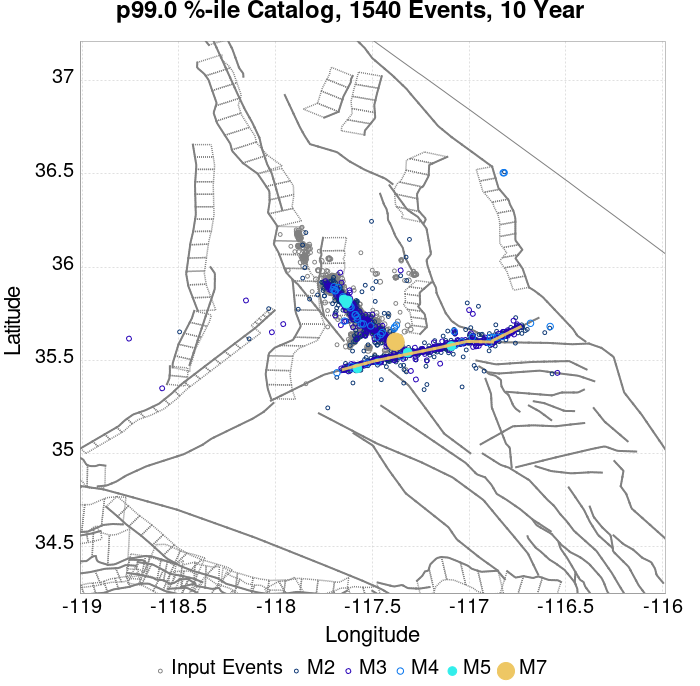 p99.0 %-ile Catalog, 1540 Events, 10 Year
37
36.5
36
35.5
35
34.5
Latitude
-119 -118.5 -118 -117.5 -117 -116.5 -116
Longitude
Input Events M2 M3 M4 M5 M7